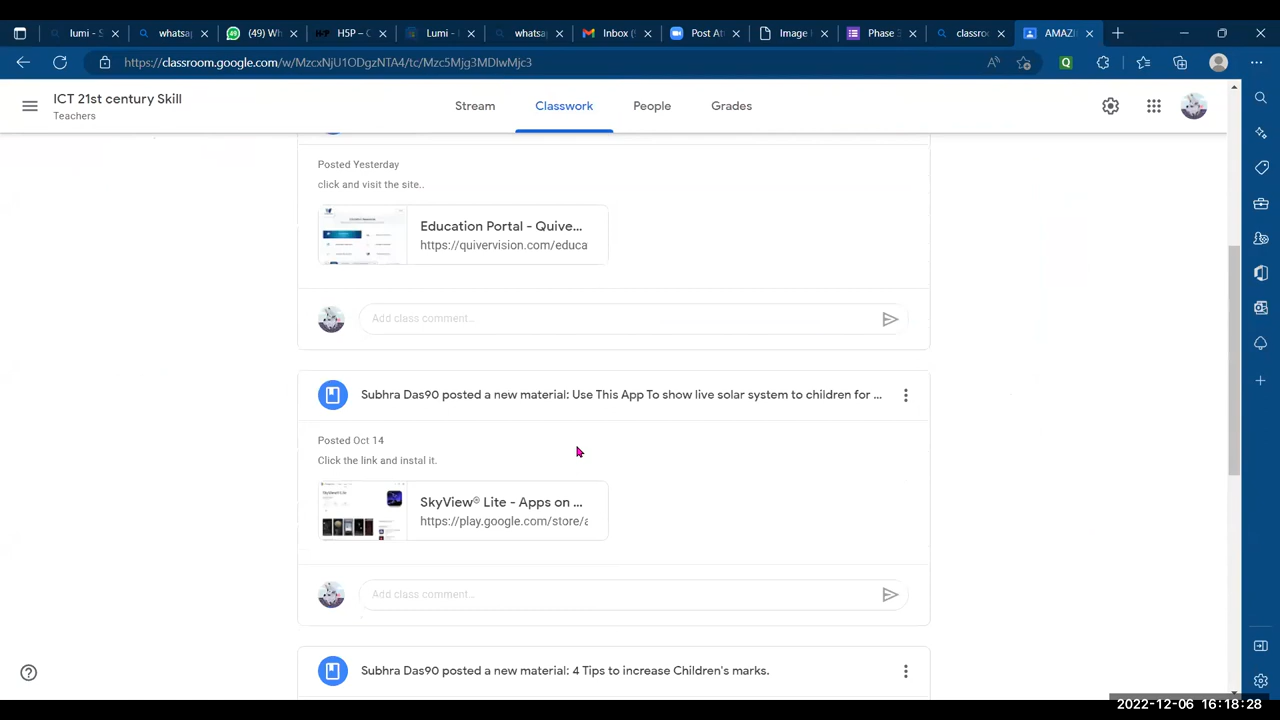 lumi - S
whatsa
(49) Wh
H5P – C
Lumi -
whatsa
Inbox (
Post At
Image
Phase
classro
AMAZI
https://classroom.google.com/w/MzcxNjU1ODgzNTA4/tc/Mzc5Mjg3MDIwMjc3
ICT 21st century Skill
Teachers
Stream
Classwork
People
Grades
Posted Yesterday
click and visit the site..
Education Portal - Quive...
https://quivervision.com/educa
Add class comment...
Subhra Das90 posted a new material: Use This App To show live solar system to children for ...
Posted Oct 14
Click the link and instal it.
SkyView® Lite - Apps on ...
https://play.google.com/store/a
Add class comment...
Subhra Das90 posted a new material: 4 Tips to increase Children's marks.
2022-12-06 16:18:28